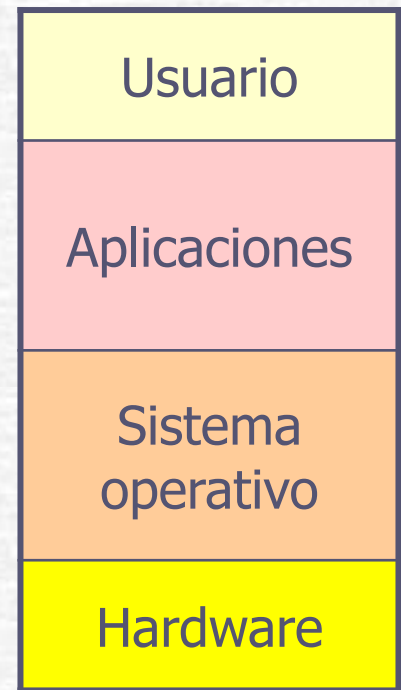 Usuario
Aplicaciones
Sistema
operativo
Hardware